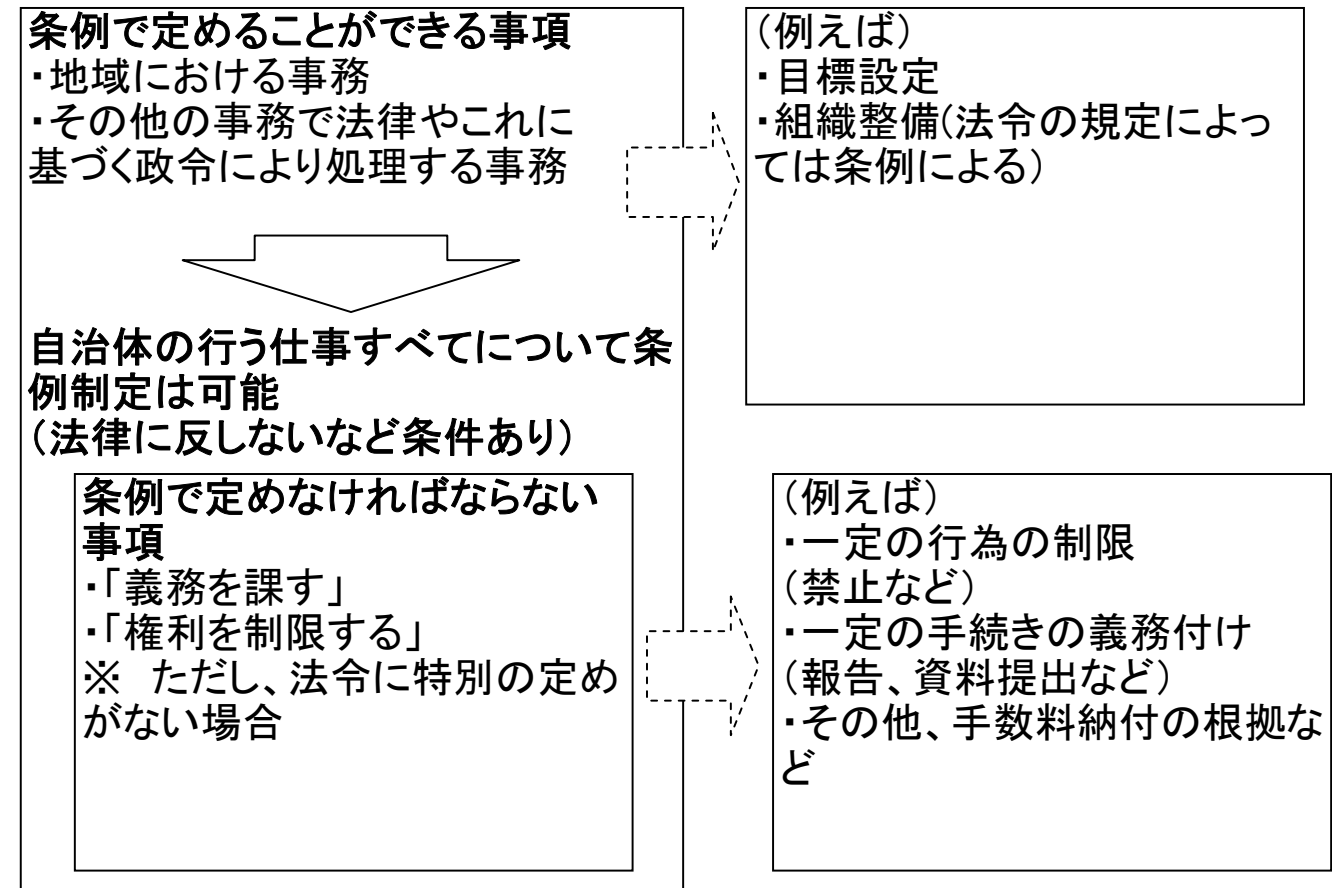 条例で定めることができる事項
・地域における事務
・その他の事務で法律やこれに
基づく政令により処理する事務
(例えば)
・目標設定
・組織整備(法令の規定によっ
ては条例による)
自治体の行う仕事すべてについて条
例制定は可能
(法律に反しないなど条件あり)
条例で定めなければならない
事項
・「義務を課す」
・「権利を制限する」
※　ただし、法令に特別の定め
がない場合
(例えば)
・一定の行為の制限
(禁止など)
・一定の手続きの義務付け
(報告、資料提出など)
・その他、手数料納付の根拠な
ど